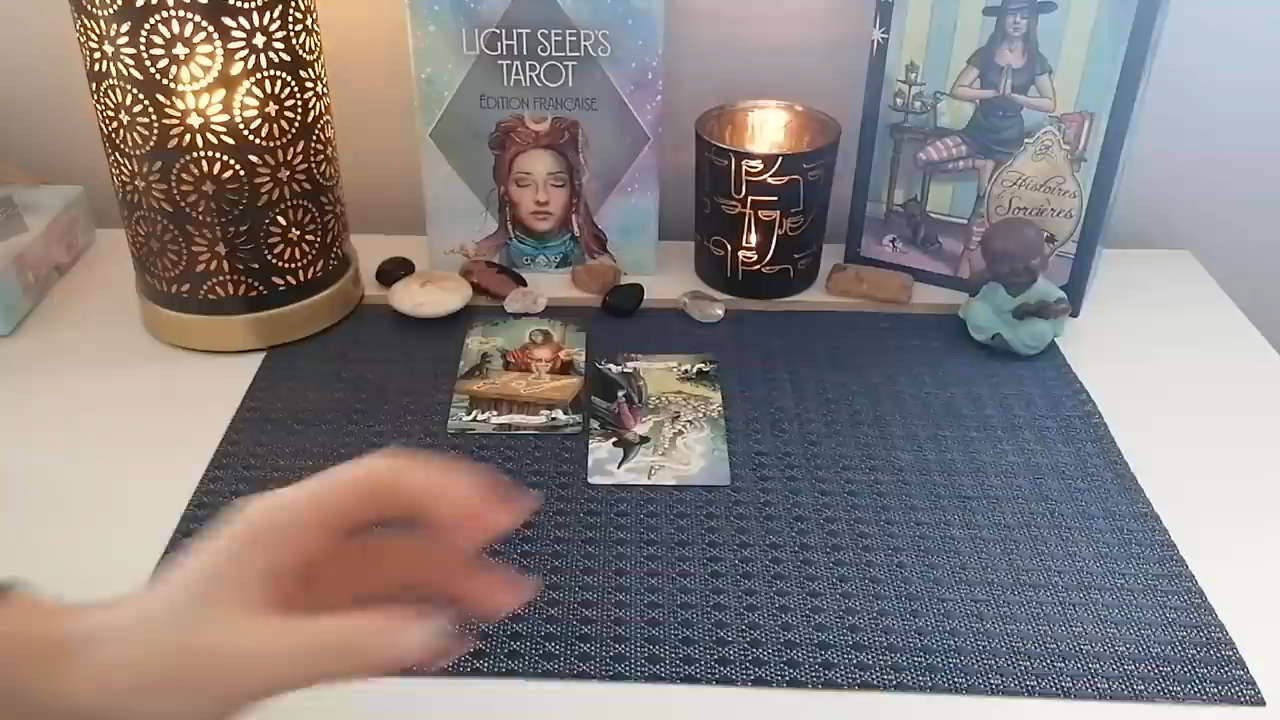 LIGHT SEER'S
TAROT
ÉDITION FRANÇAISE
Histoires
Sorcières